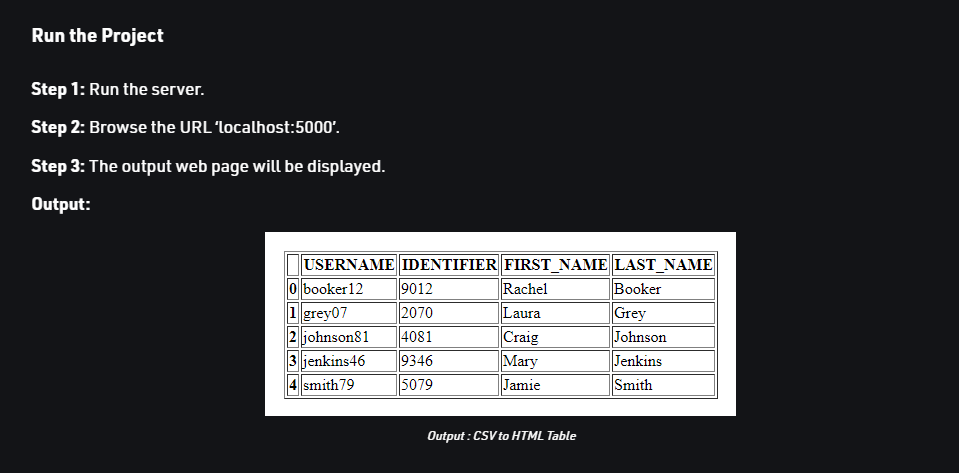 Run the Project
Step 1: Run the server.
Step 2: Browse the URL ‘localhost:5000’.
Step 3: The output web page will be displayed.
Output:
USERNAME IDENTIFIER FIRST_NAME LAST_NAME
0 booker12 9012 Rachel Booker
1 grey07 2070 Laura Grey
2 johnson81 4081 Craig Johnson
3 jenkins46 9346 Mary Jenkins
4 smith79 5079 Jamie Smith
Output : CSV to HTML Table